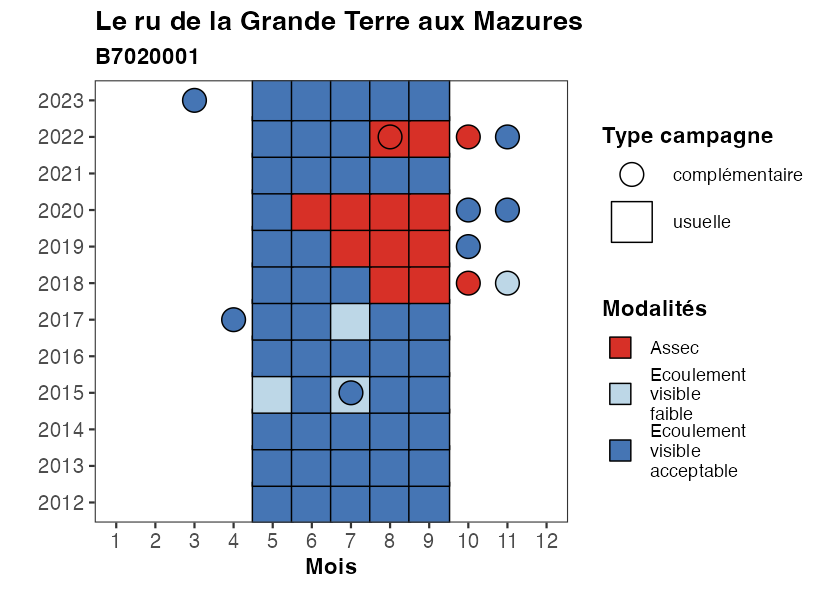 Le ru de la Grande Terre aux Mazures
B7020001
2023
2022
2021
2020
2019
2018
2017
2016
2015
2014
2013
2012
1 2 3 4 5 6 7 8 9 10 11 12
Mois
Type campagne
complémentaire
usuelle
Modalités
Assec
Ecoulement
visible
faible
Ecoulement
visible
acceptable